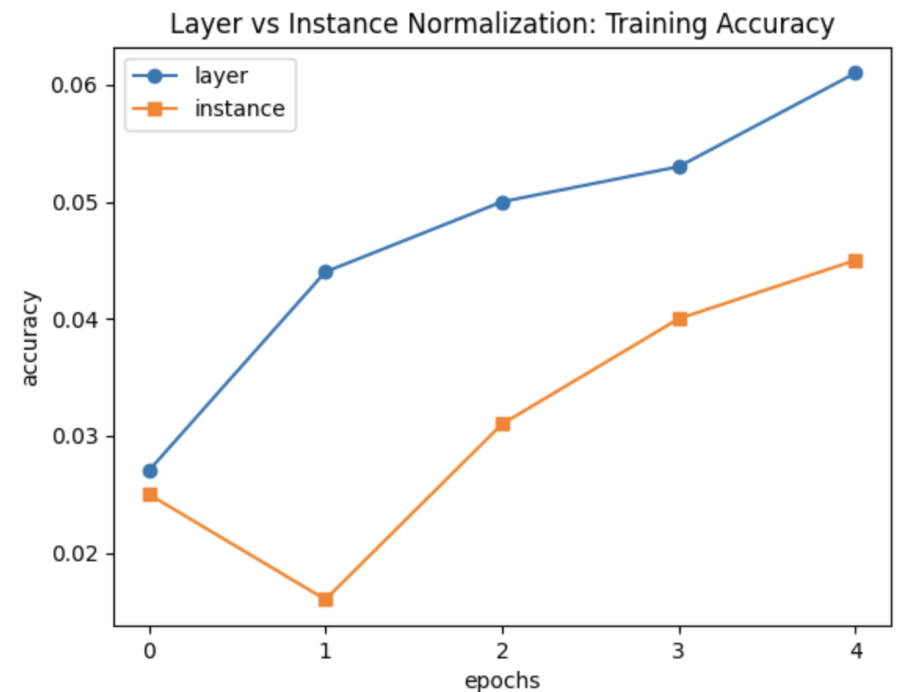 Layer vs Instance Normalization: Training Accuracy
layer
instance
0.06
0.05
0.04
0.03
0.02
accuracy
0 1 2 3 4
epochs